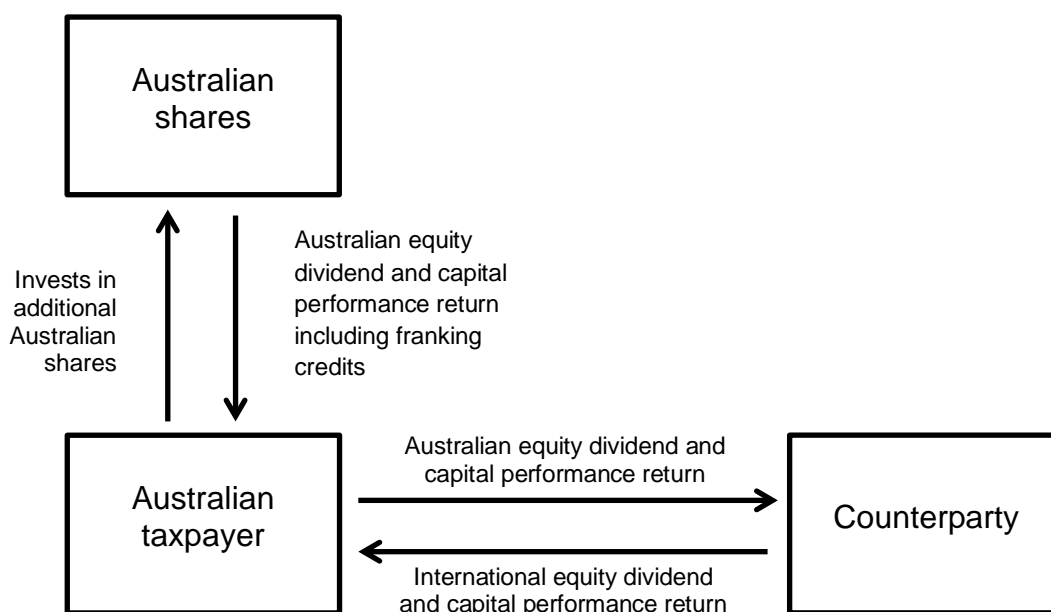 Australian
shares
Invests in
additional
Australian
shares
Australian equity
dividend and capital
performance return
including franking
credits
Australian
taxpayer
Australian equity dividend and
capital performance return
International equity dividend
and capital performance return
Counterparty